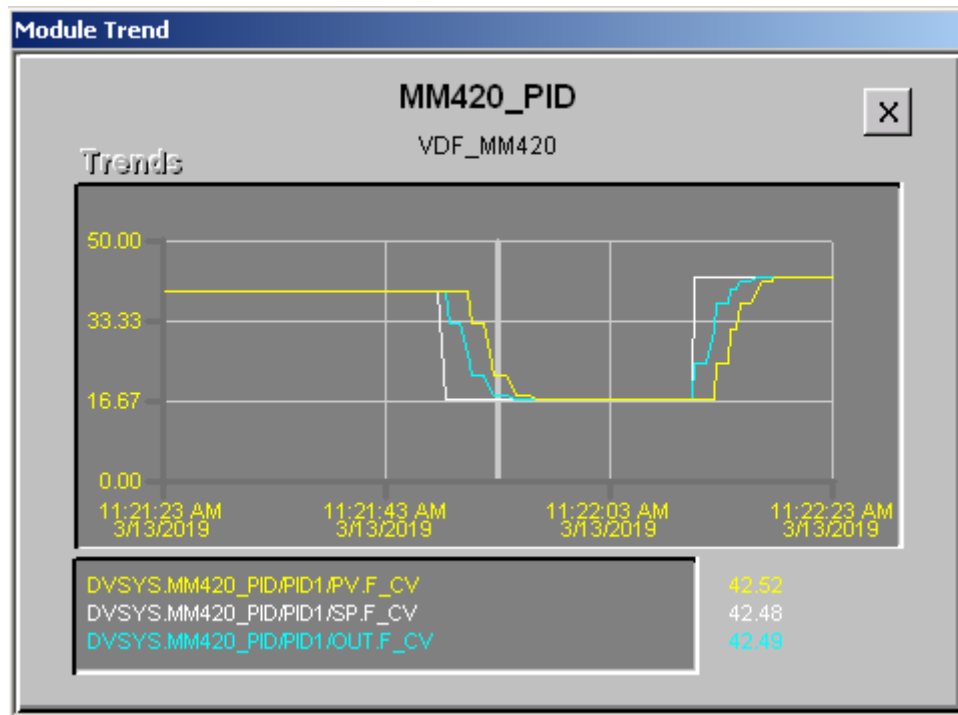 Module Trend
MM420_PID
X
VDF_MM420
Trends
50.00
33.33
16.67
0.00
11:21:23 AM 11:21:43 AM 11:22:03 AM 11:22:23 AM
3/13/2019 3/13/2019 3/13/2019 3/13/2019
DVSYS.MM420_PID/PID1/PV.F_CV 42.52
DVSYS.MM420_PID/PID1/SP.F_CV 42.48
DVSYS.MM420_PID/PID1/OUT.F_CV 42.49